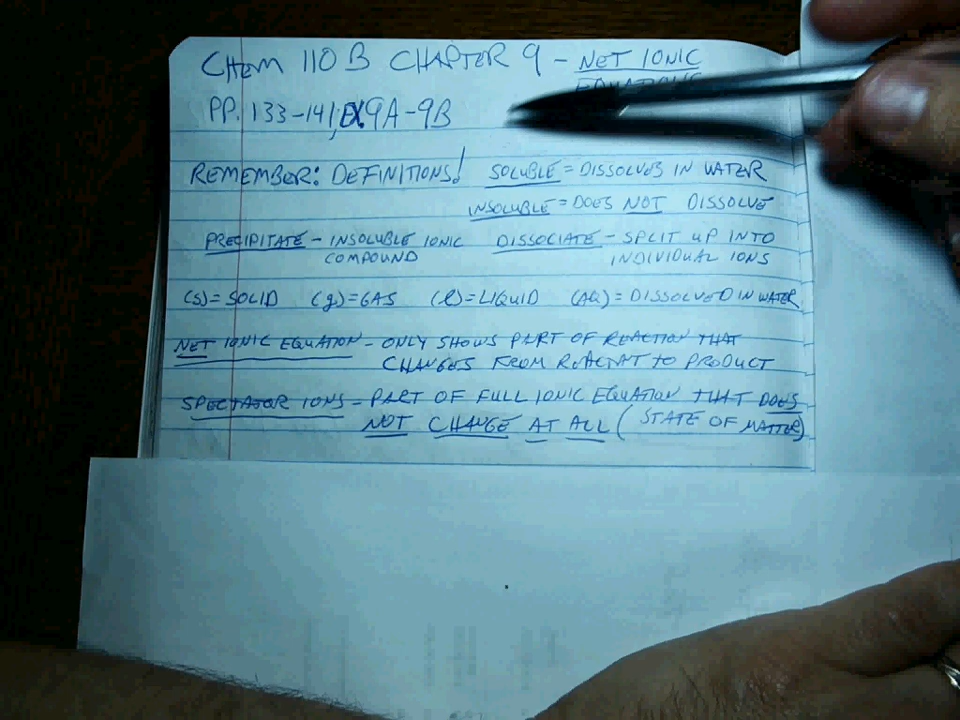 CHEM 110 B CHAPTER 9 - NET IONIC
EQUATIONS
PP. 133-141, EX. 9A-9B
REMEMBER: DEFINITIONS! SOLUBLE = DISSOLVES IN WATER
INSOLUBLE = DOES NOT DISSOLVE
PRECIPITATE - INSOLUBLE IONIC COMPOUND
DISSOCIATE - SPLIT UP INTO INDIVIDUAL IONS
(s) = SOLID (g) = GAS (l) = LIQUID (AQ) = DISSOLVED IN WATER
NET IONIC EQUATION - ONLY SHOWS PART OF REACTION THAT
CHANGES FROM REACTAT TO PRODUCT
SPECTATOR IONS - PART OF FULL IONIC EQUATION THAT DOES
NOT CHANGE AT ALL (STATE OF MATTER)